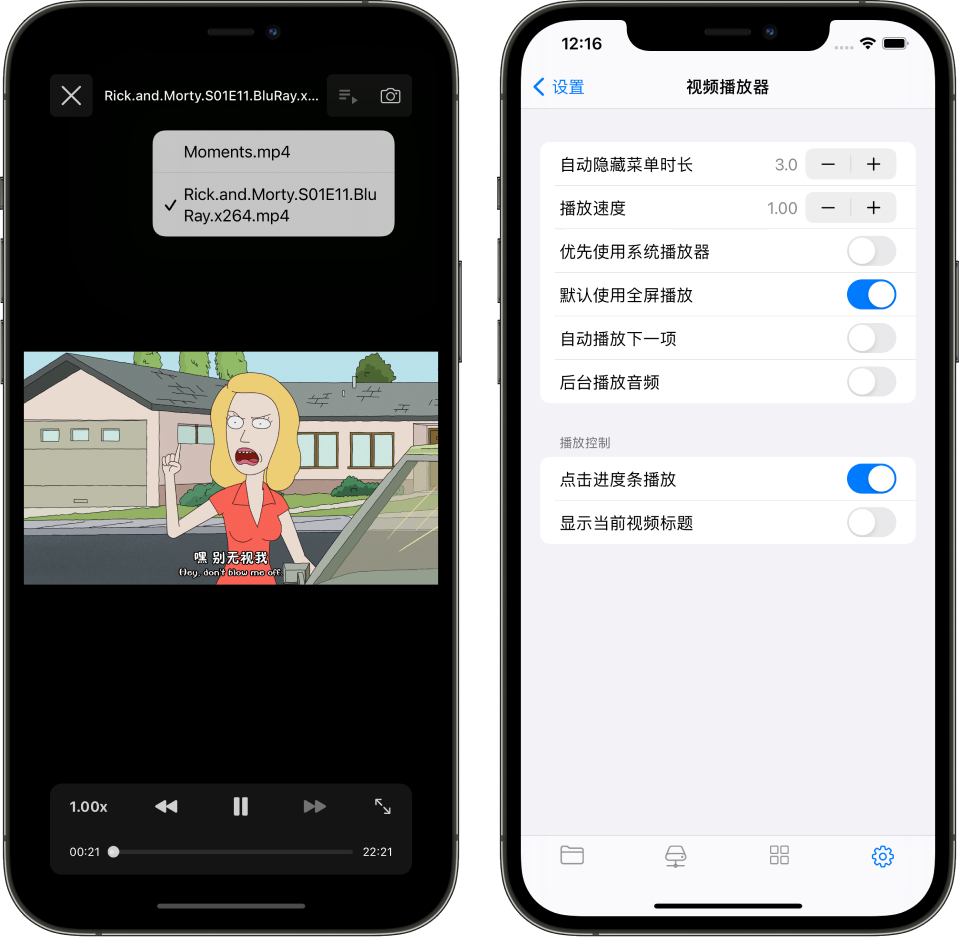 Rick.and.Morty.S01E11.BluRay.x...
Moments.mp4
Rick.and.Morty.S01E11.Blu
Ray.x264.mp4
嘿 别无视我
Hey, don't blow me off.
1.00x
00:21
22:21
12:16
设置
视频播放器
自动隐藏菜单时长
3.0
播放速度
1.00
优先使用系统播放器
默认使用全屏播放
自动播放下一项
后台播放音频
播放控制
点击进度条播放
显示当前视频标题